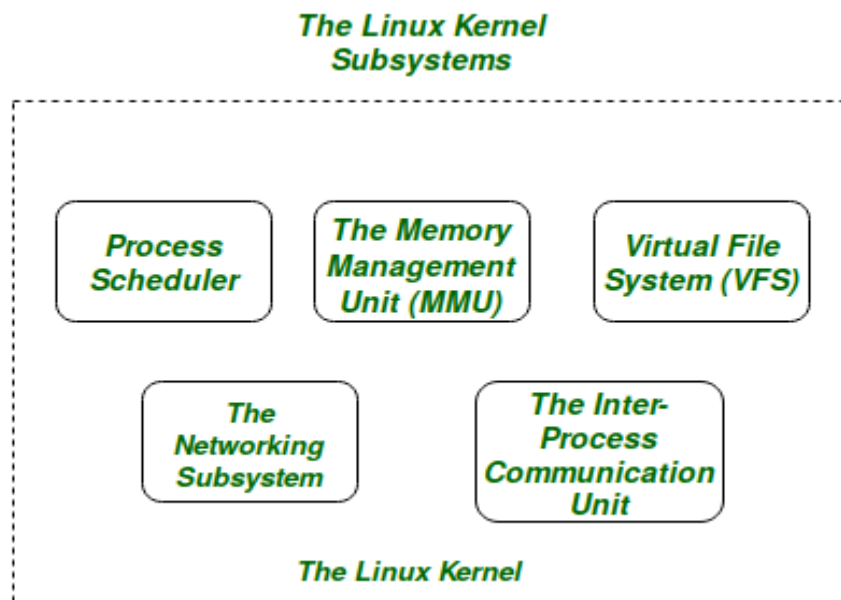 The Linux Kernel
Subsystems
Process
Scheduler
The Memory
Management
Unit (MMU)
Virtual File
System (VFS)
The
Networking
Subsystem
The Inter-
Process
Communication
Unit
The Linux Kernel